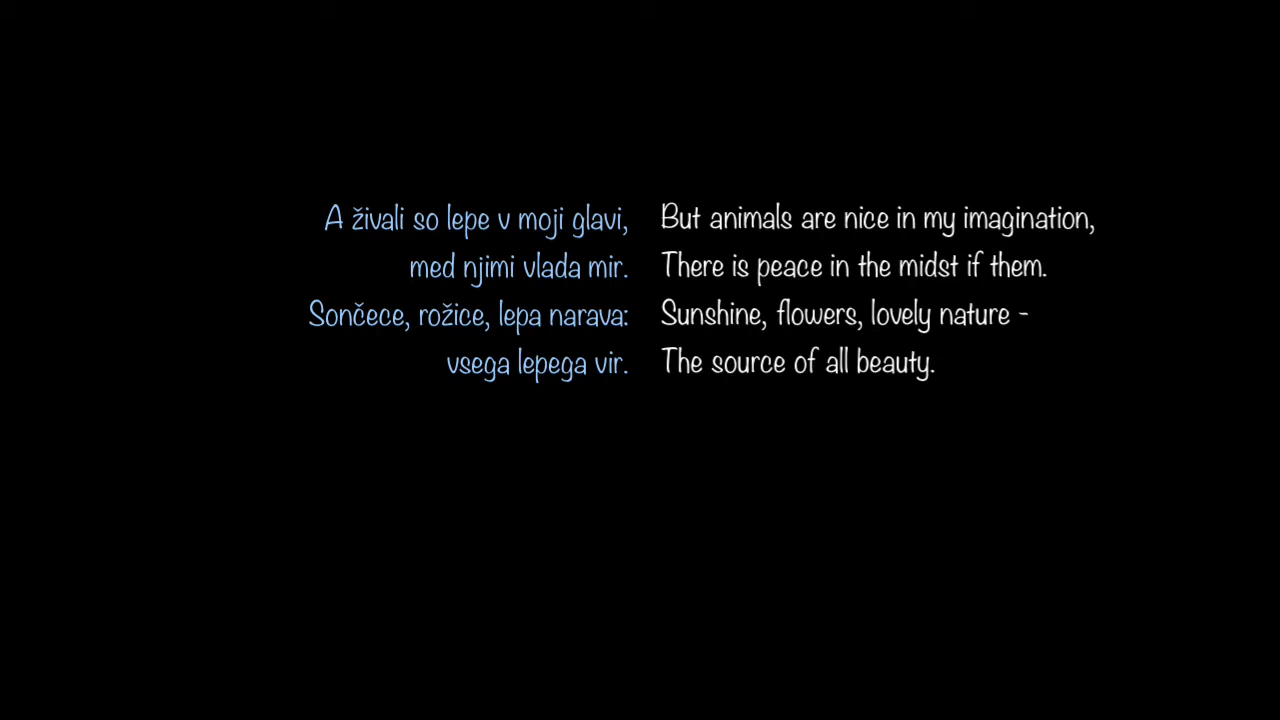 A živali so lepe v moji glavi,
med njimi vlada mir.
Sončece, rožice, lepa narava:
vsega lepega vir.
But animals are nice in my imagination,
There is peace in the midst if them.
Sunshine, flowers, lovely nature -
The source of all beauty.